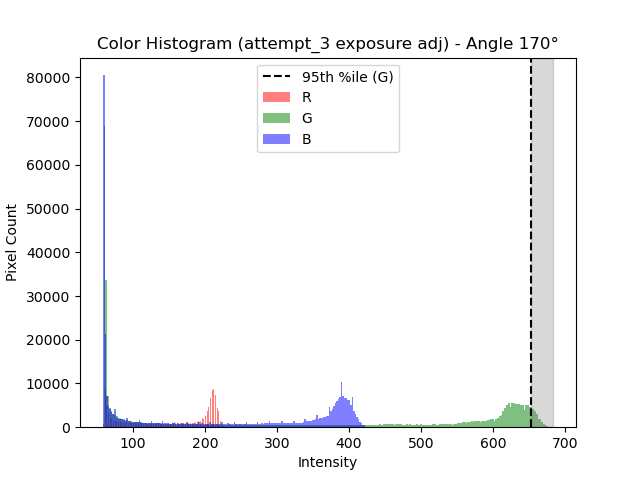 Color Histogram (attempt_3 exposure adj) - Angle 170°
95th %ile (G)
R
G
B
80000
70000
60000
50000
40000
30000
20000
10000
0
Pixel Count
100 200 300 400 500 600 700
Intensity